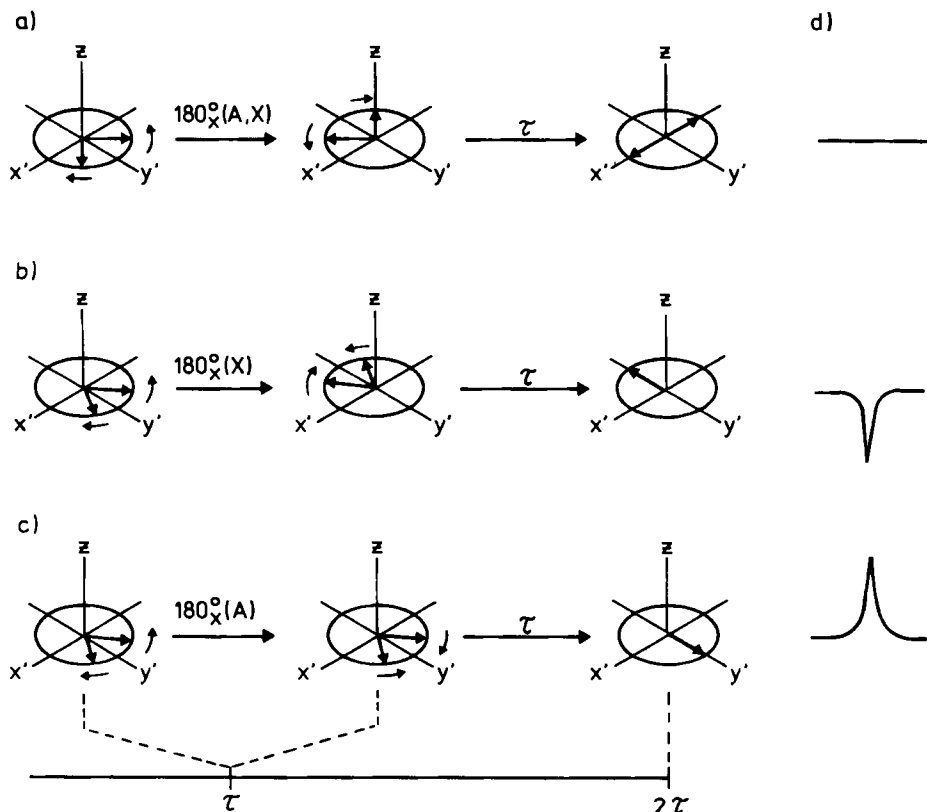 a) d)
z z z
180°x(A,X) τ
x' y' x' y' x' y'
b)
z z z
180°x(X) τ
x' y' x' y' x' y'
c)
z z z
180°x(A) τ
x' y' x' y' x' y'
τ 2τ